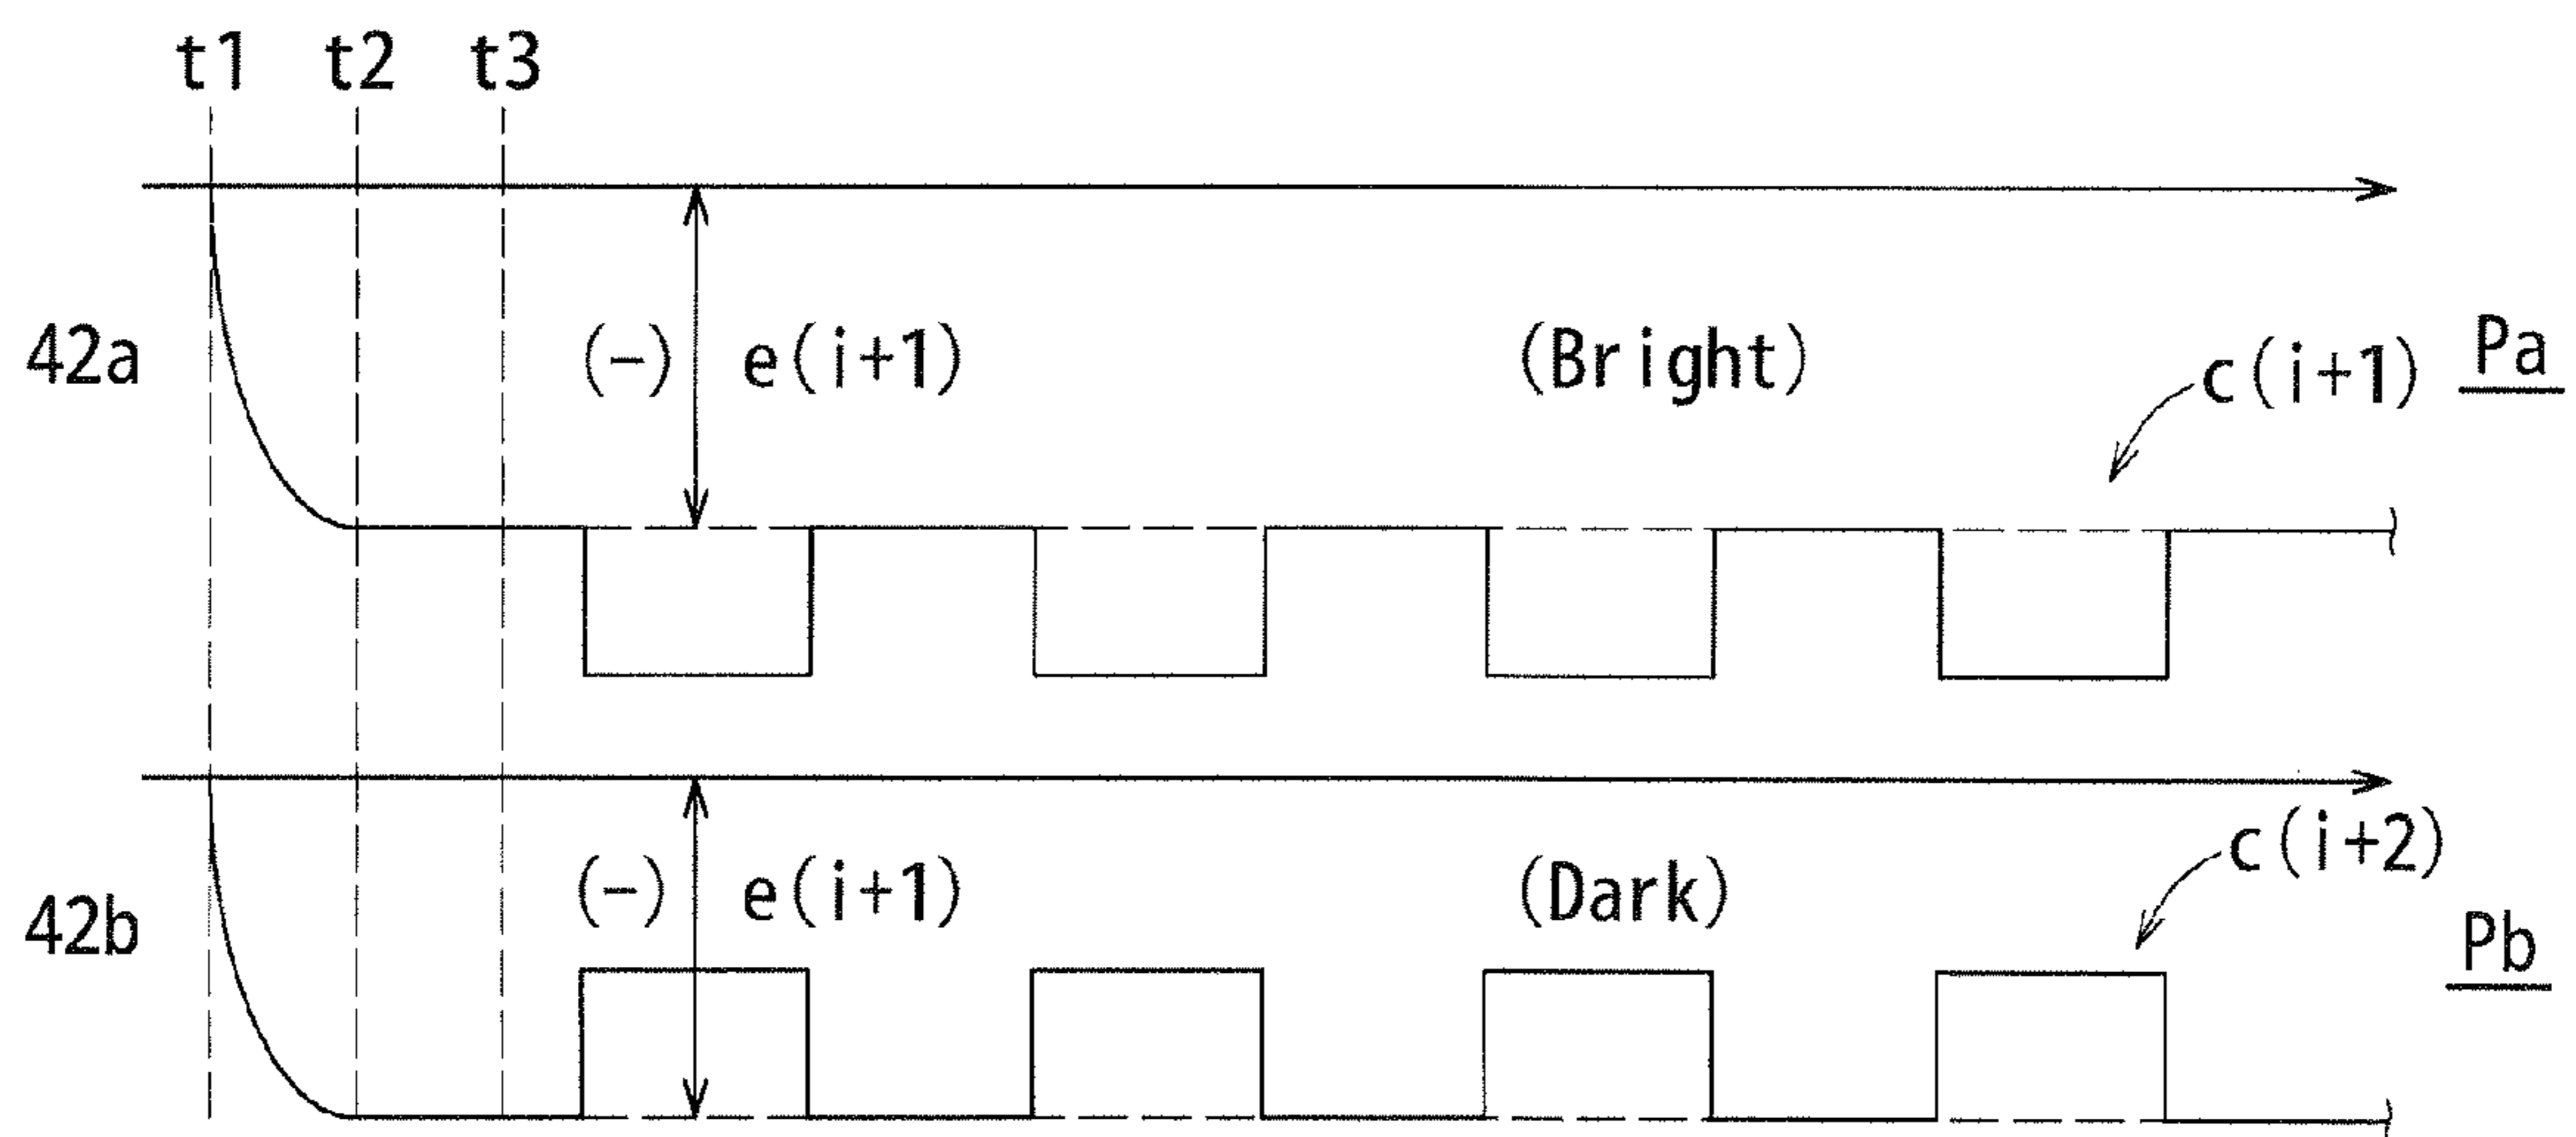 t1 t2 t3
42a
(-) e(i+1)
(Bright)
c(i+1)
Pa
42b
(-) e(i+1)
(Dark)
c(i+2)
Pb